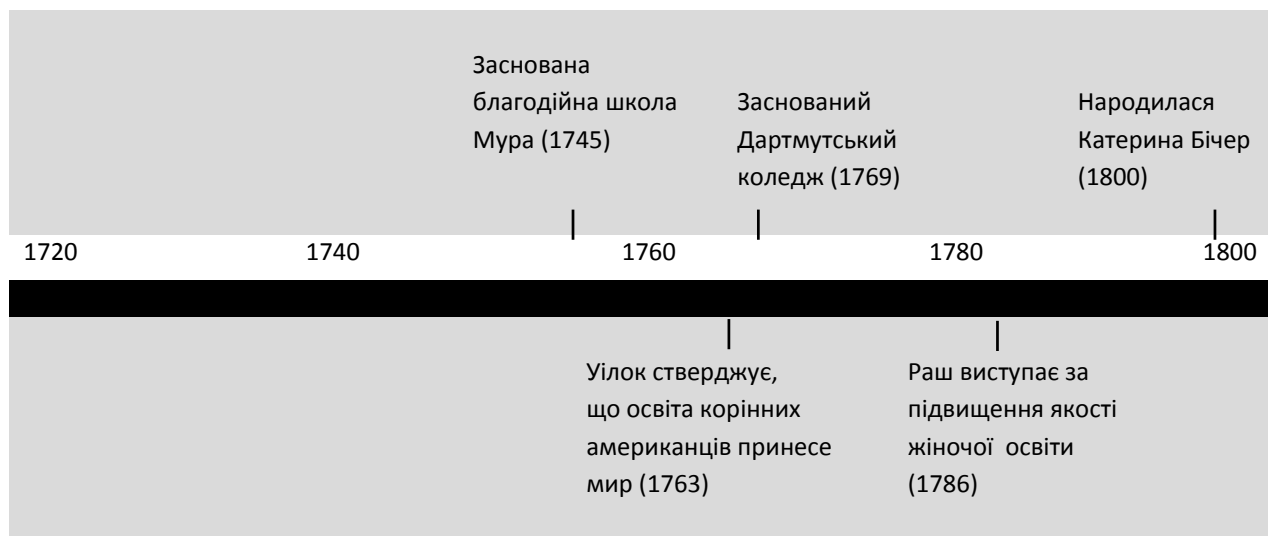 Заснована
благодійна школа
Мура (1745)
Заснований
Дартмутський
коледж (1769)
Народилася
Катерина Бічер
(1800)
1720 1740 1760 1780 1800
Уілок стверджує,
що освіта корінних
американців принесе
мир (1763)
Раш виступає за
підвищення якості
жіночої освіти
(1786)